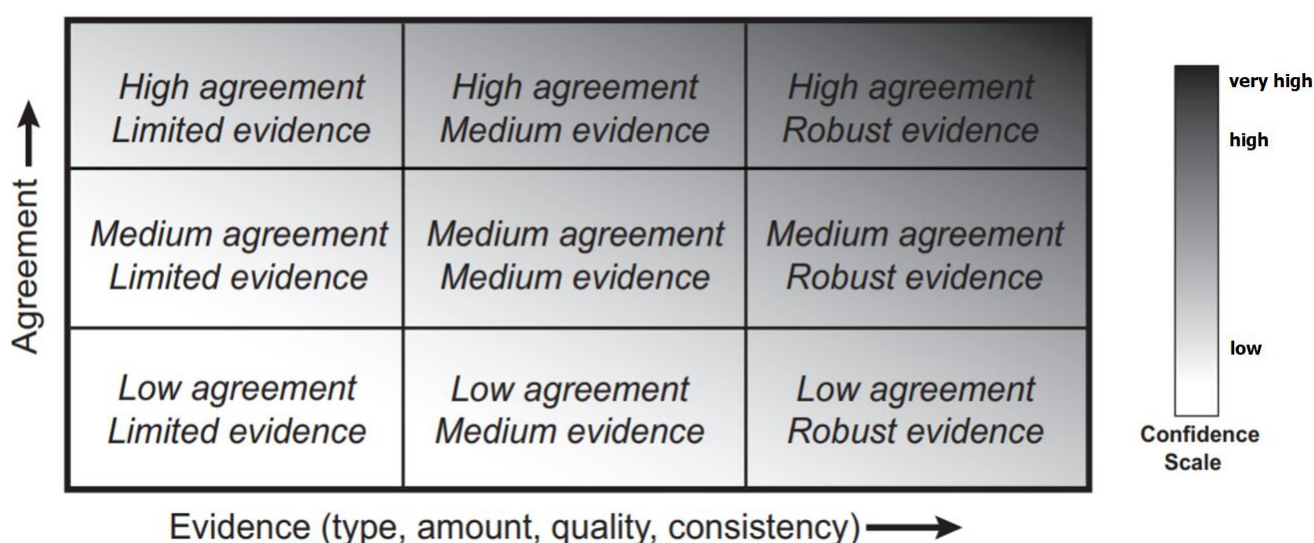 High agreement
Limited evidence
High agreement
Medium evidence
High agreement
Robust evidence
Medium agreement
Limited evidence
Medium agreement
Medium evidence
Medium agreement
Robust evidence
Low agreement
Limited evidence
Low agreement
Medium evidence
Low agreement
Robust evidence
Agreement
Evidence (type, amount, quality, consistency)
very high
high
low
Confidence
Scale